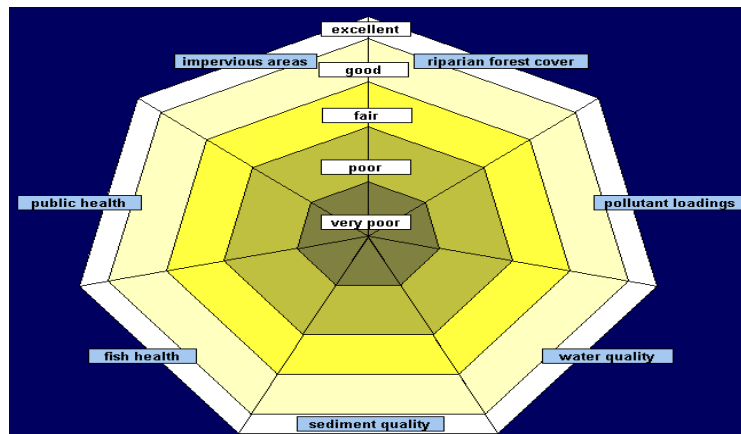 excellent
impervious areas
riparian forest cover
good
fair
poor
public health
pollutant loadings
very poor
fish health
water quality
sediment quality